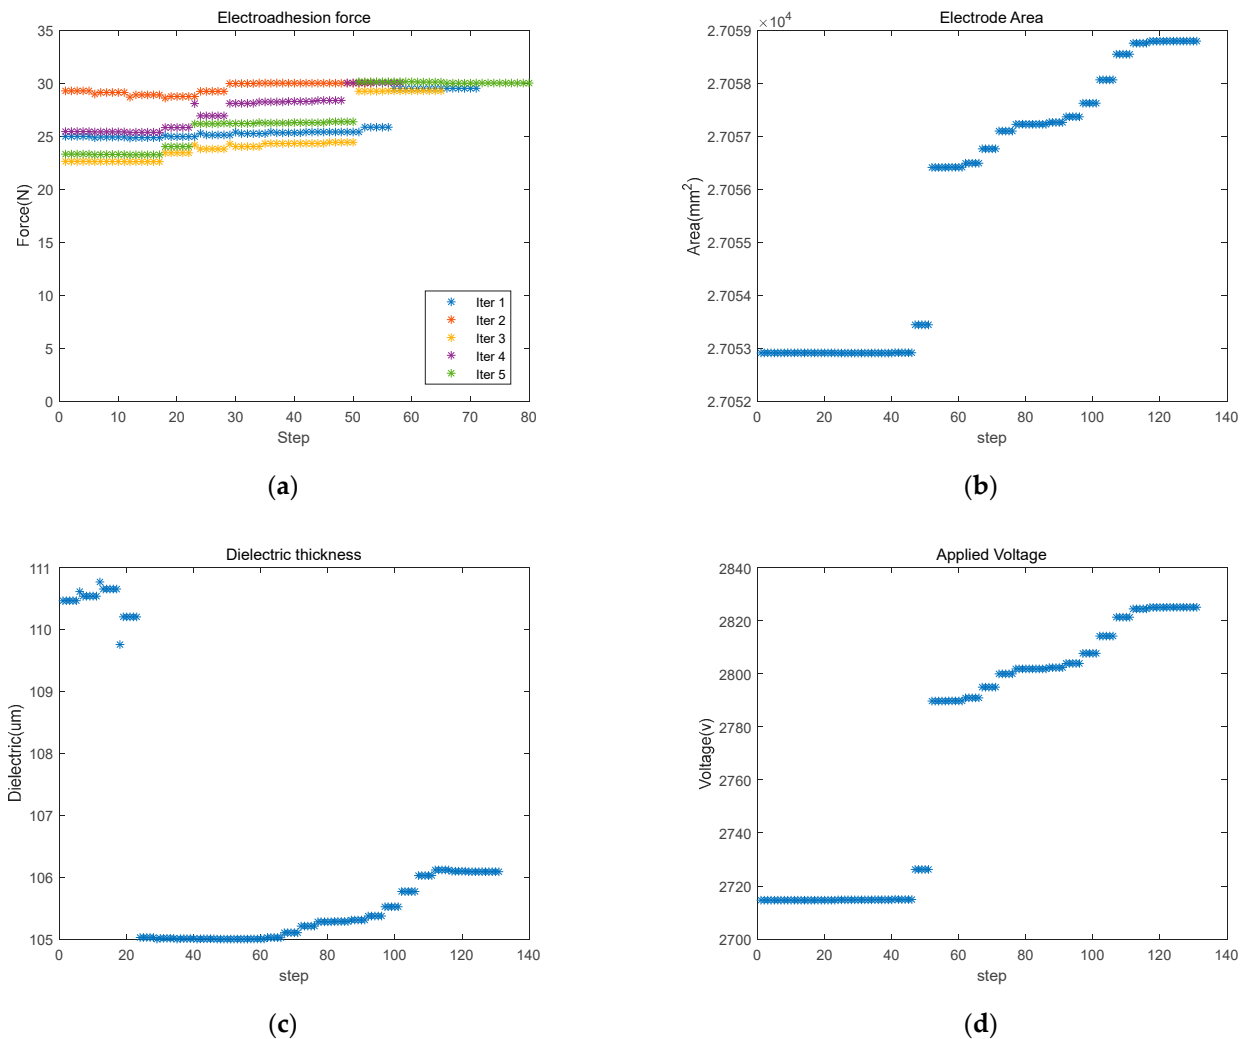 Electroadhesion force
35
30
25
20
15
10
5
0
Force(N)
0 10 20 30 40 50 60 70 80
Step
Iter 1
Iter 2
Iter 3
Iter 4
Iter 5
(a)
Electrode Area
×10⁴
2.7059
2.7058
2.7057
2.7056
2.7055
2.7054
2.7053
2.7052
Area(mm²)
0 20 40 60 80 100 120 140
step
(b)
Dielectric thickness
111
110
109
108
107
106
105
Dielectric(um)
0 20 40 60 80 100 120 140
step
(c)
Applied Voltage
2840
2820
2800
2780
2760
2740
2720
2700
Voltage(v)
0 20 40 60 80 100 120 140
step
(d)